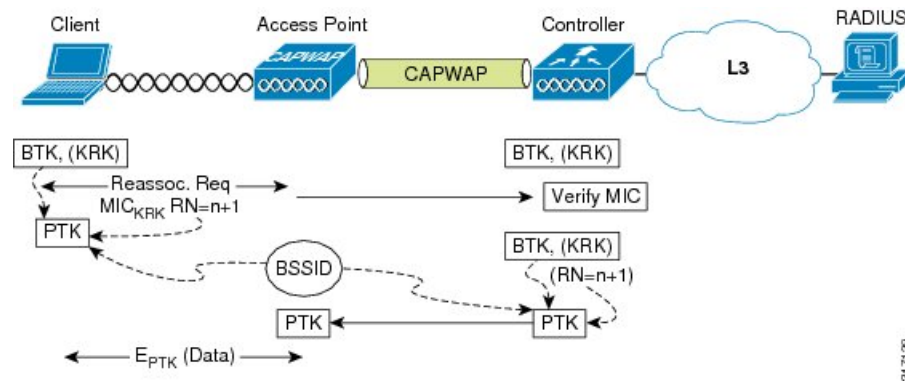 Client
Access Point
Controller
RADIUS
CAPWAP
CAPWAP
L3
BTK, (KRK)
BTK, (KRK)
Reassoc. Req
MICKRK RN=n+1
Verify MIC
PTK
BTK, (KRK)
BSSID
(RN=n+1)
PTK
PTK
EPTK (Data)